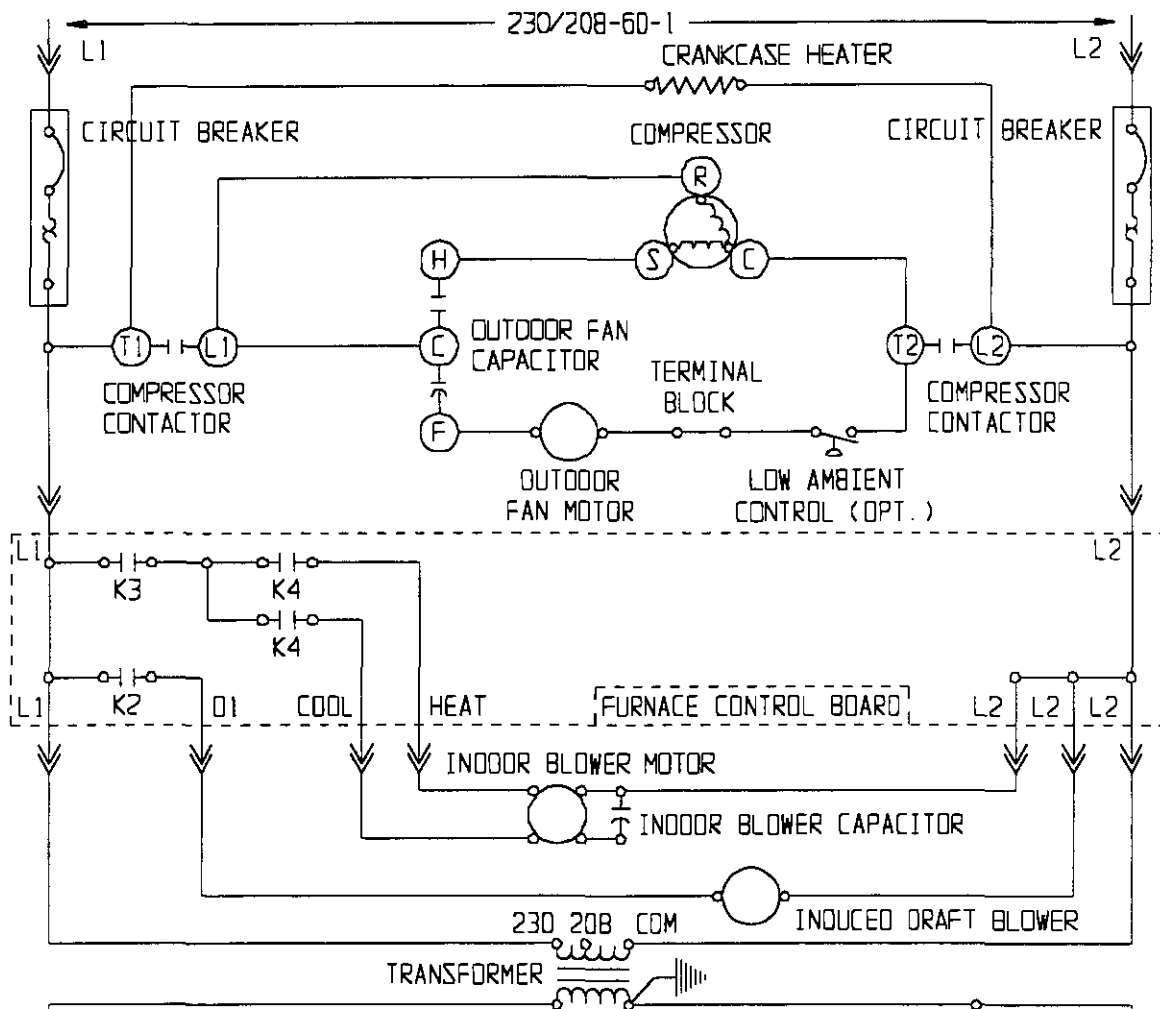 230/208-60-1
L1
L2
CRANKCASE HEATER
CIRCUIT BREAKER
COMPRESSOR
CIRCUIT BREAKER
R
H
S
C
T1
L1
C
OUTDOOR FAN
CAPACITOR
T2
L2
COMPRESSOR
CONTACTOR
TERMINAL
BLOCK
COMPRESSOR
CONTACTOR
F
OUTDOOR
FAN MOTOR
LOW AMBIENT
CONTROL (OPT.)
L1
L2
K3
K4
K4
K2
L1
D1
COOL
HEAT
FURNACE CONTROL BOARD
L2
L2
L2
INDOOR BLOWER MOTOR
INDOOR BLOWER CAPACITOR
INDUCED DRAFT BLOWER
230 208 COM
TRANSFORMER